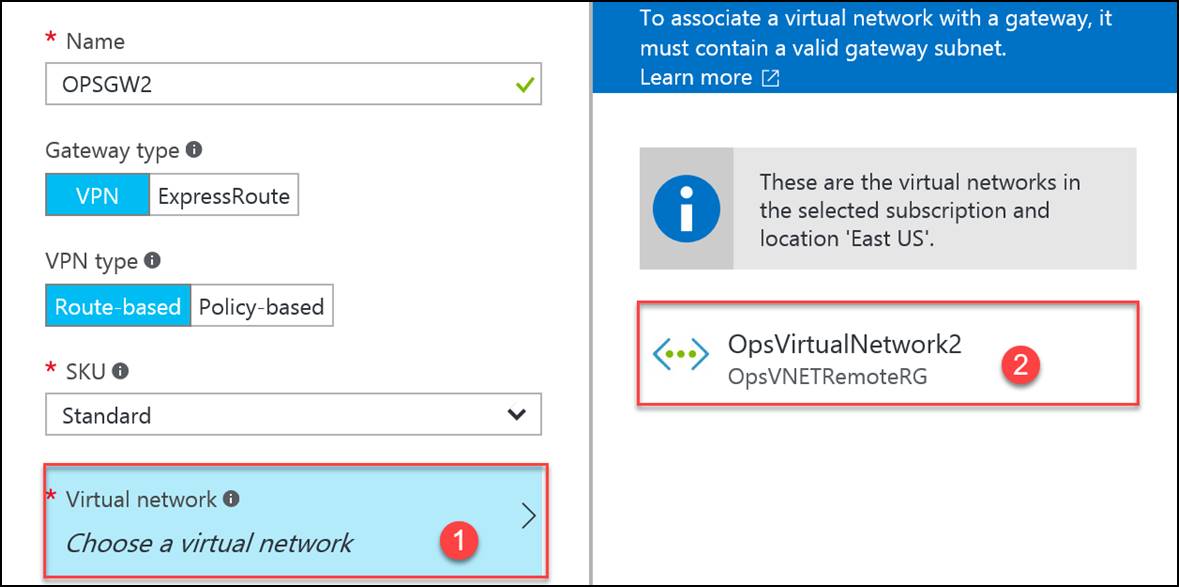 * Name
OPSGW2
Gateway type
VPN ExpressRoute
VPN type
Route-based Policy-based
* SKU
Standard
* Virtual network
Choose a virtual network
1
To associate a virtual network with a gateway, it
must contain a valid gateway subnet.
Learn more
These are the virtual networks in
the selected subscription and
location 'East US'.
OpsVirtualNetwork2
OpsVNETRemoteRG
2